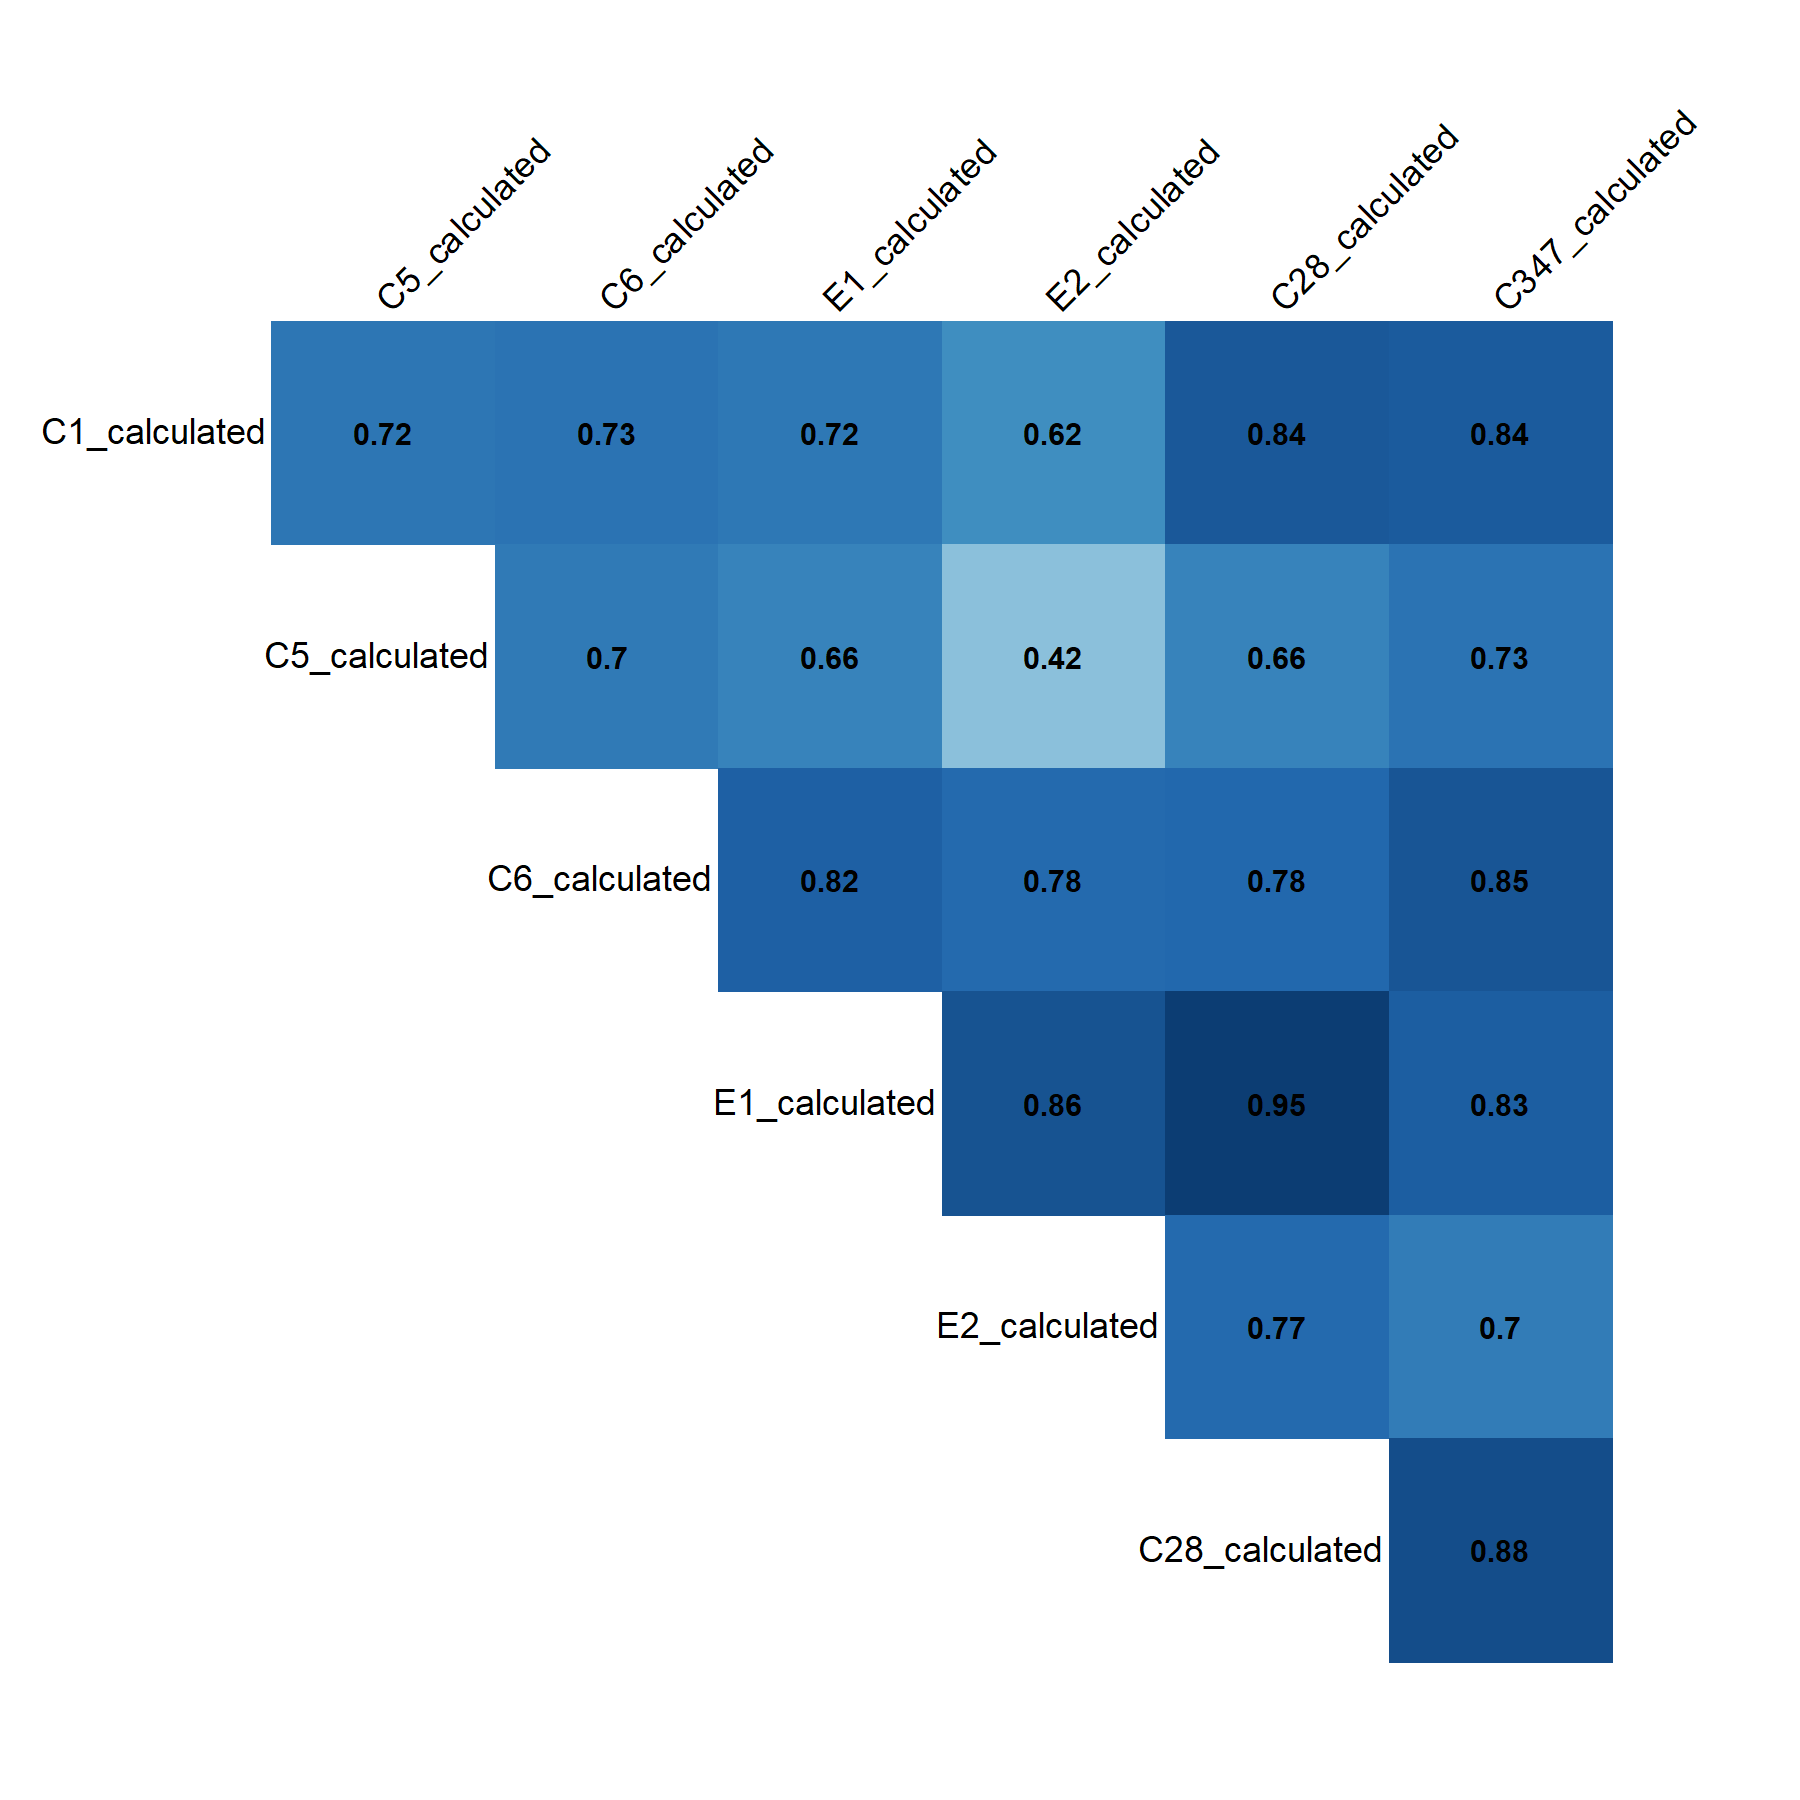 C5_calculated C6_calculated E1_calculated E2_calculated C28_calculated C347_calculated
C1_calculated 0.72 0.73 0.72 0.62 0.84 0.84
C5_calculated 0.7 0.66 0.42 0.66 0.73
C6_calculated 0.82 0.78 0.78 0.85
E1_calculated 0.86 0.95 0.83
E2_calculated 0.77 0.7
C28_calculated 0.88